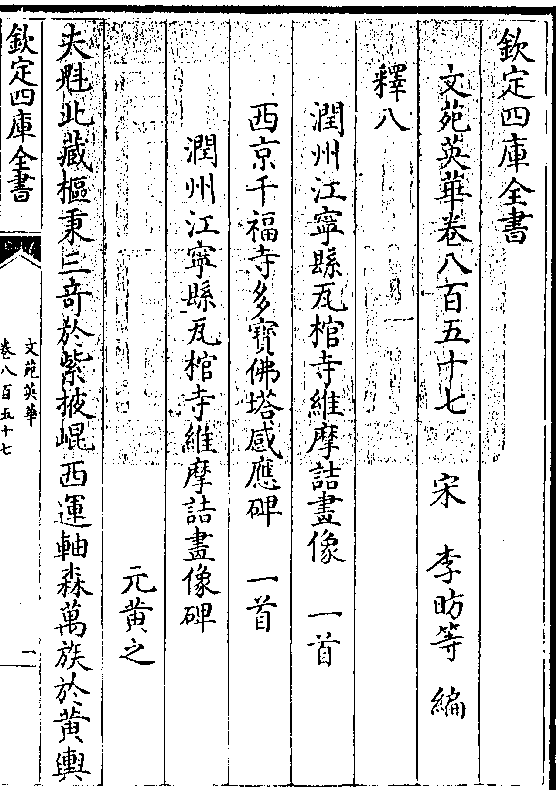 欽定四庫全書
文苑英華卷八百五十七 宋 李昉等 編
釋八
潤州江寧縣瓦棺寺維摩詰畫像 一首
西京千福寺多寶佛塔感應碑 一首
潤州江寧縣瓦棺寺維摩詰畫像碑
元黄之
夫魁北藏樞秉三竒於紫掖崐西運軸森萬族於黄輿
欽定四庫全書
文苑英華
卷八百五十七
一